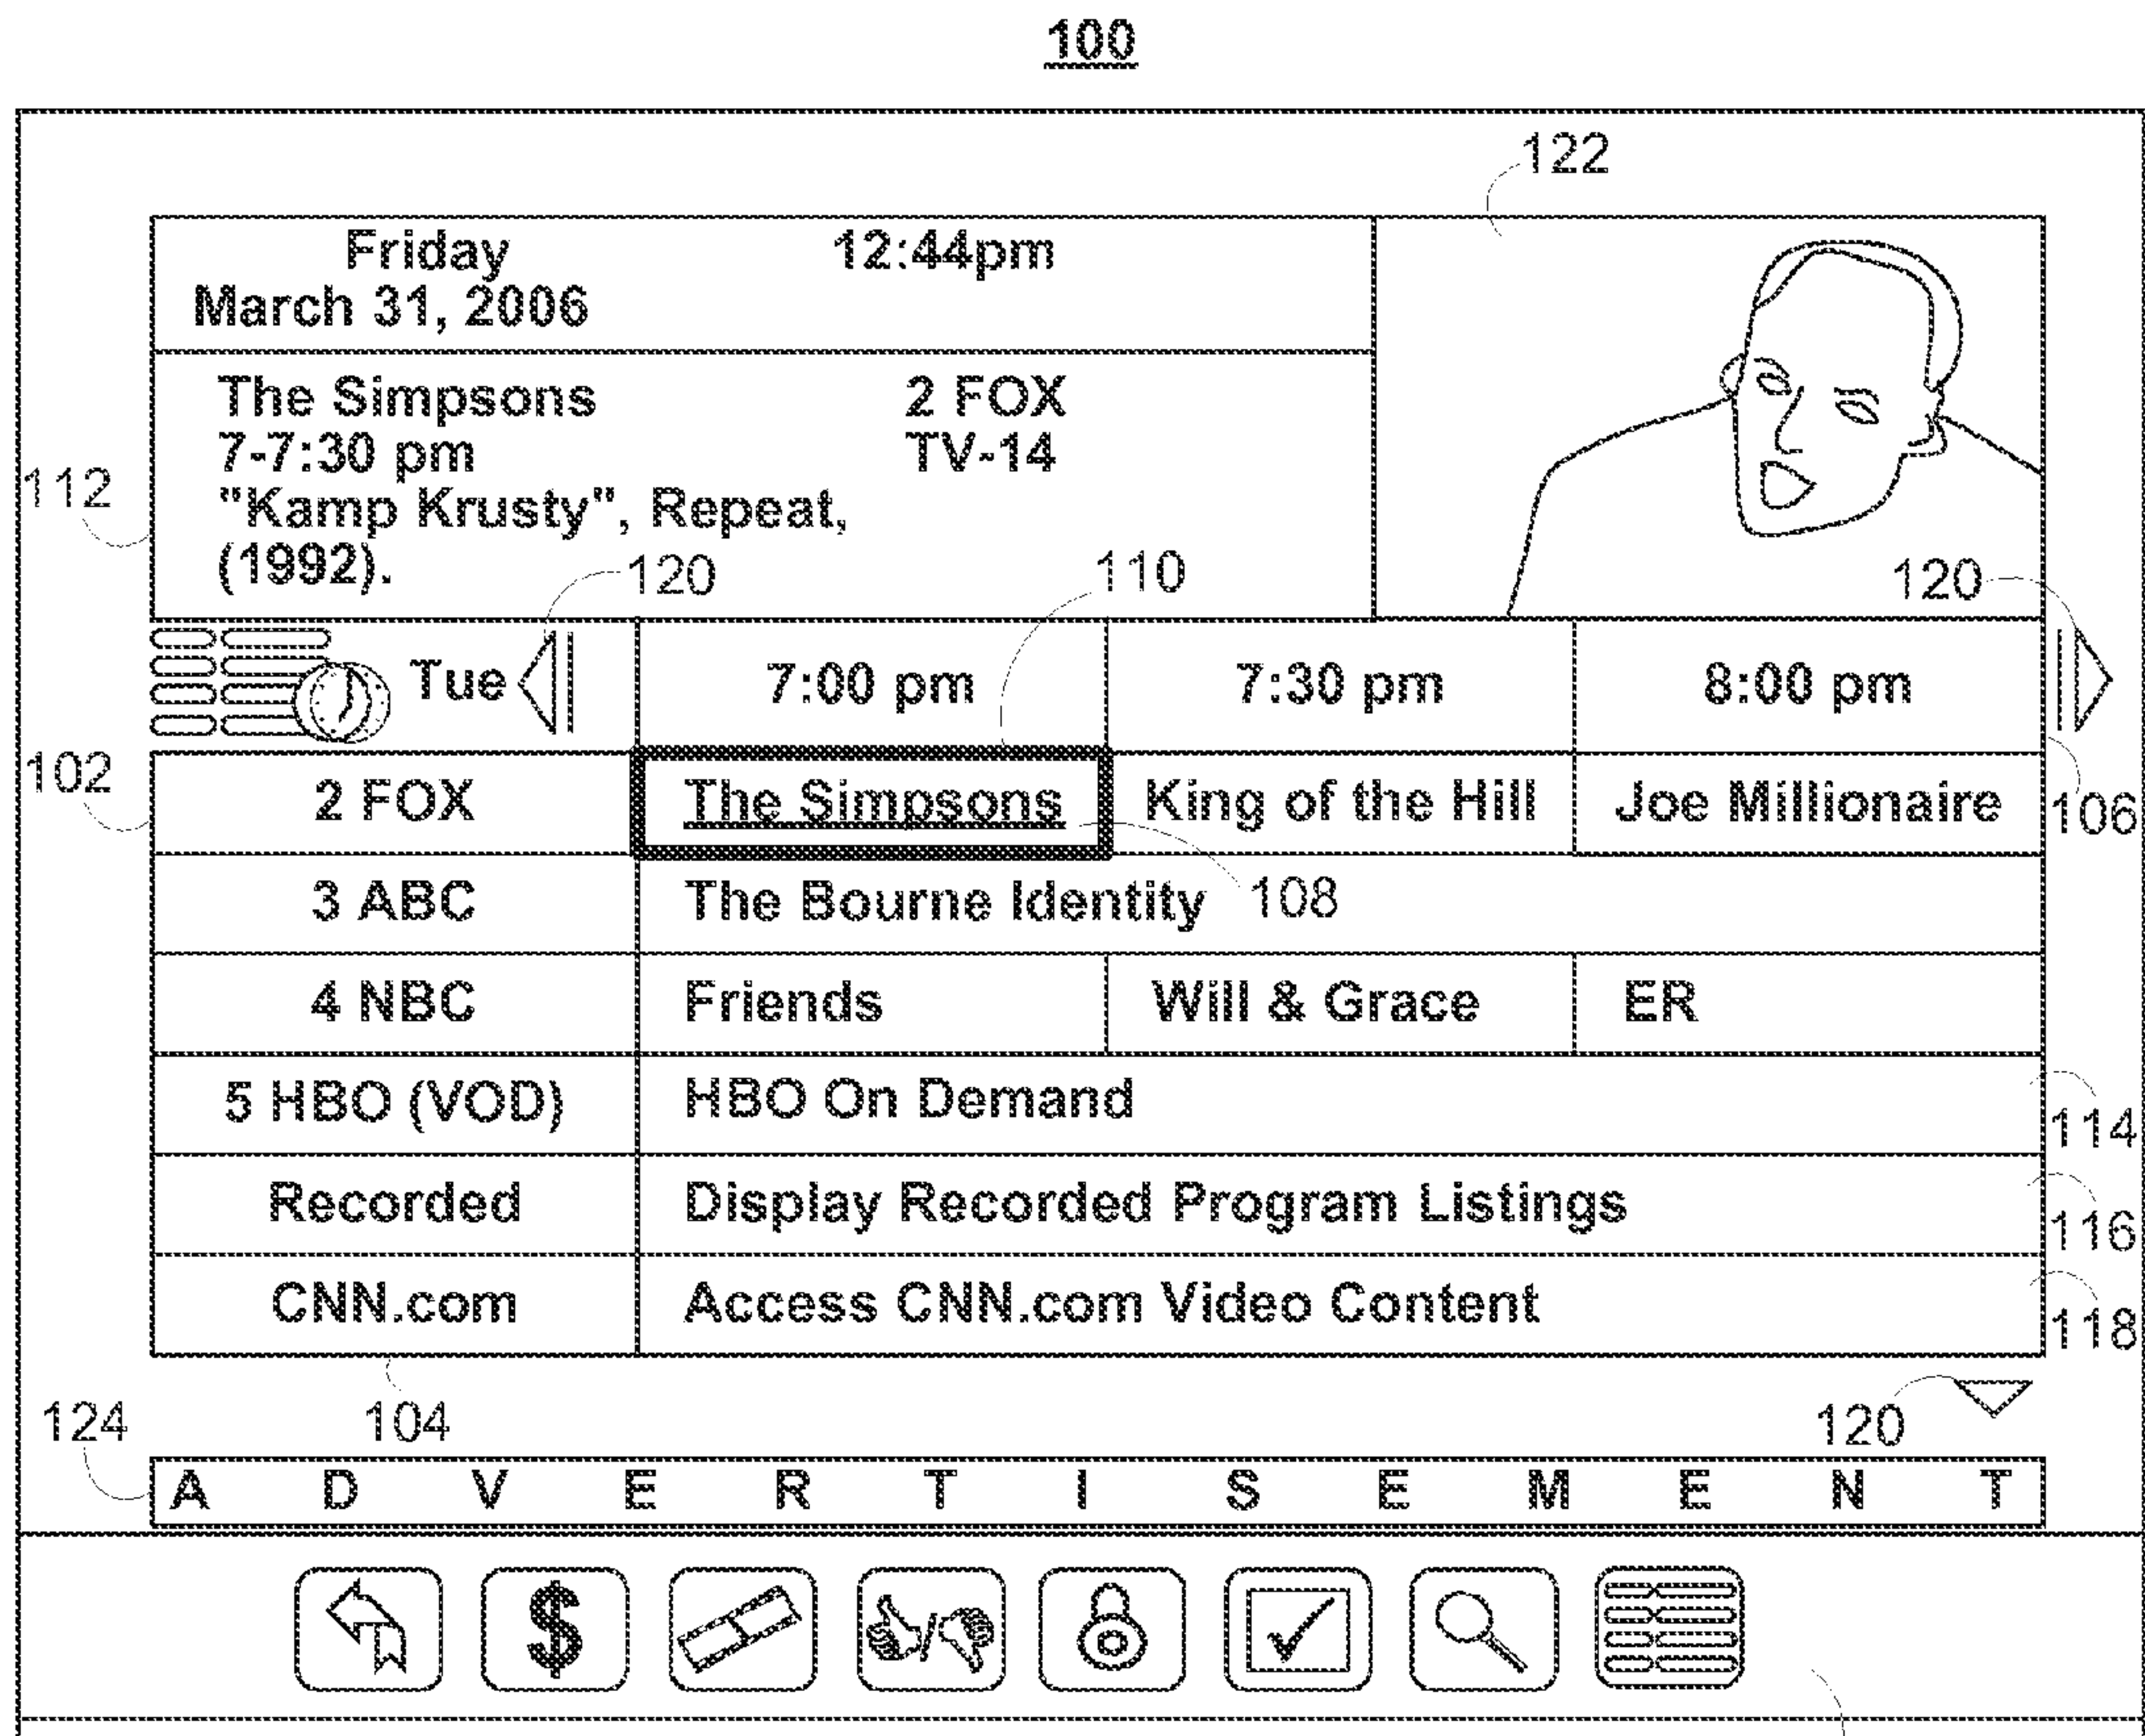 100
122
Friday 12:44pm
March 31, 2006
The Simpsons 2 FOX
7-7:30 pm TV-14
112
"Kamp Krusty", Repeat,
(1992).
120 110 120
Tue 7:00 pm 7:30 pm 8:00 pm
102
2 FOX The Simpsons King of the Hill Joe Millionaire
106
3 ABC The Bourne Identity 108
4 NBC Friends Will & Grace ER
5 HBO (VOD) HBO On Demand
114
Recorded Display Recorded Program Listings
116
CNN.com Access CNN.com Video Content
118
124 104 120
A D V E R T I S E M E N T
$